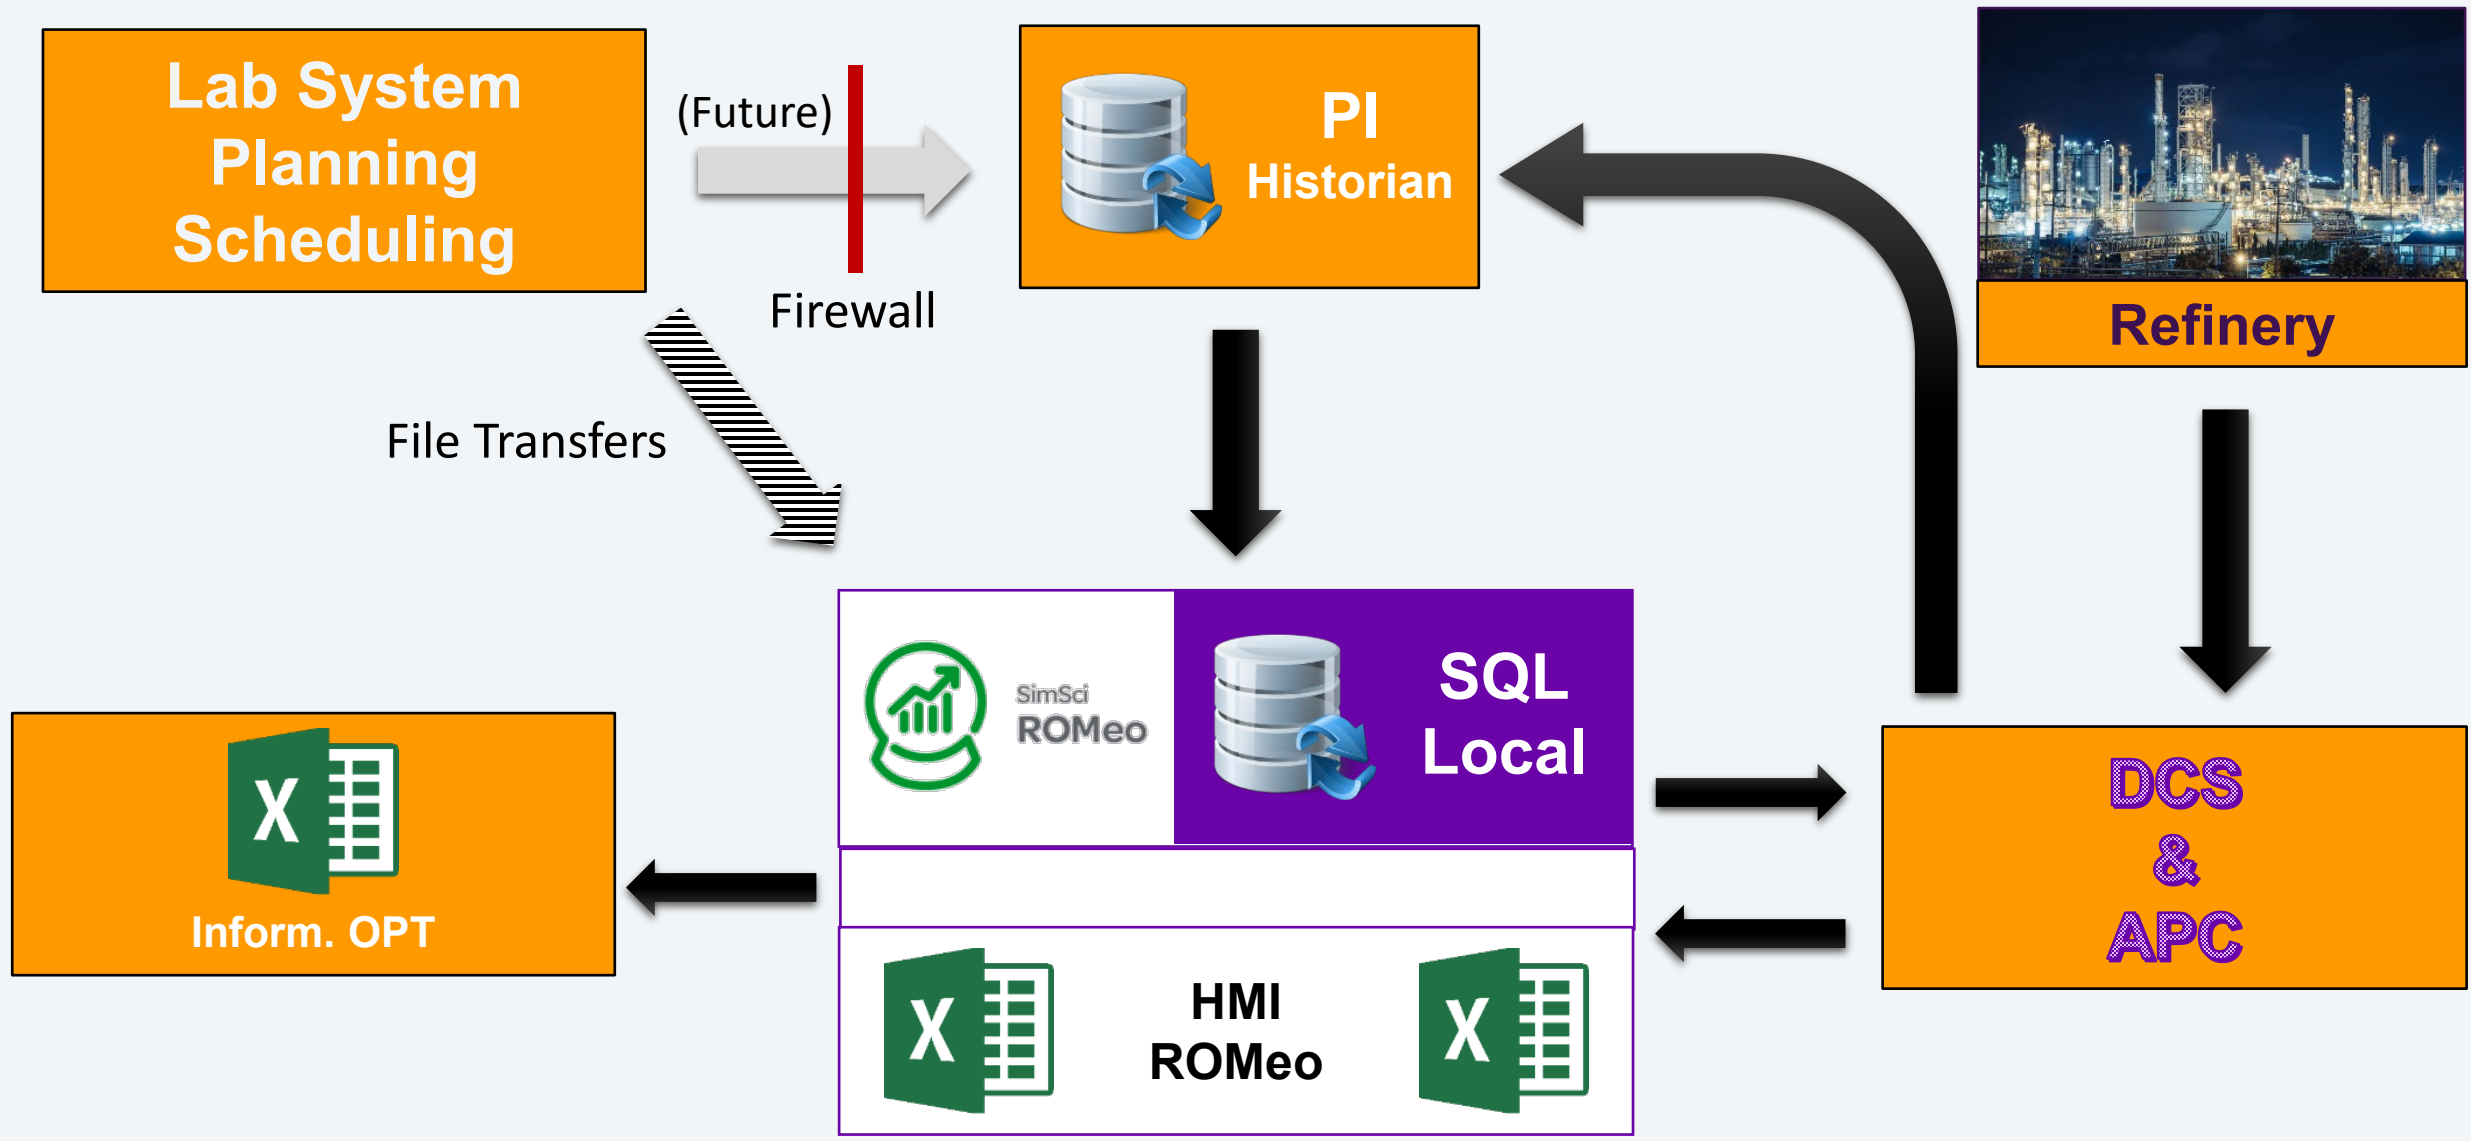 Lab System
Planning
Scheduling
(Future)
Firewall
PI
Historian
Refinery
File Transfers
SimSci
ROMeo
SQL
Local
X
Inform. OPT
DCS
&
APC
X
HMI
ROMeo
X